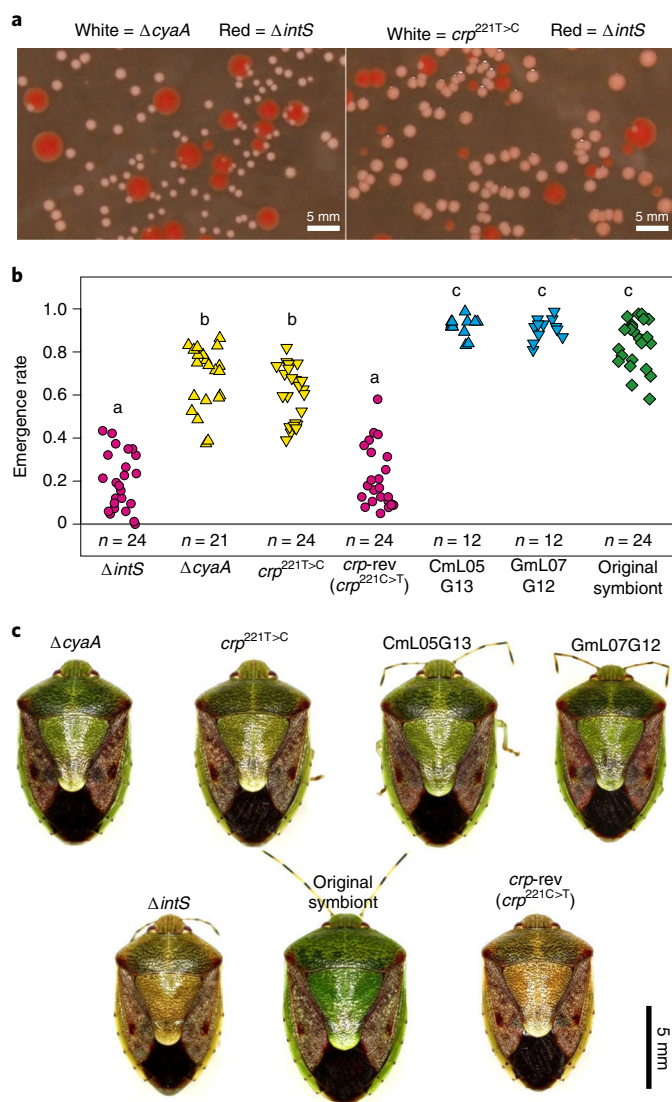 a
White = ΔcyaA Red = ΔintS White = crp221T>C Red = ΔintS
5 mm 5 mm
b
Emergence rate
1.0
0.8
0.6
0.4
0.2
0
a b b a c c c
n = 24 n = 21 n = 24 n = 24 n = 12 n = 12 n = 24
ΔintS ΔcyaA crp221T>C crp-rev CmL05 GmL07 Original
(crp221C>T) G13 G12 symbiont
c
ΔcyaA crp221T>C CmL05G13 GmL07G12
ΔintS Original symbiont crp-rev
(crp221C>T)
5 mm